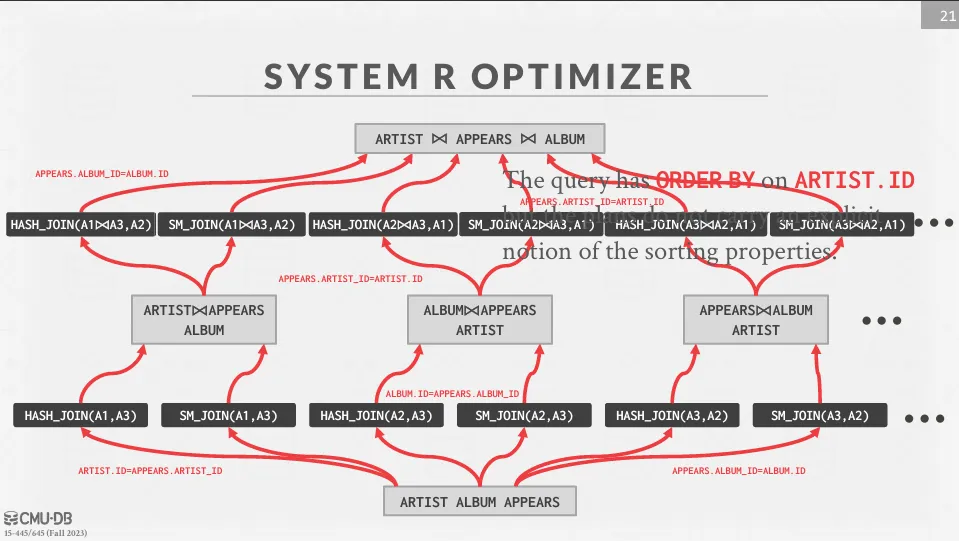 21
SYSTEM R OPTIMIZER
ARTIST ⋈ APPEARS ⋈ ALBUM
APPEARS.ALBUM_ID=ALBUM.ID
The query has ORDER BY on ARTIST.ID
APPEARS.ARTIST_ID=ARTIST.ID
but the plans do not carry an explicit
HASH_JOIN(A1⋈A3,A2) SM_JOIN(A1⋈A3,A2) HASH_JOIN(A2⋈A3,A1) SM_JOIN(A2⋈A3,A1) HASH_JOIN(A3⋈A2,A1) SM_JOIN(A3⋈A2,A1) •••
notion of the sorting properties.
APPEARS.ARTIST_ID=ARTIST.ID
ARTIST⋈APPEARS ALBUM⋈APPEARS APPEARS⋈ALBUM
ALBUM ARTIST ARTIST
•••
ALBUM.ID=APPEARS.ALBUM_ID
HASH_JOIN(A1,A3) SM_JOIN(A1,A3) HASH_JOIN(A2,A3) SM_JOIN(A2,A3) HASH_JOIN(A3,A2) SM_JOIN(A3,A2) •••
ARTIST.ID=APPEARS.ARTIST_ID
APPEARS.ALBUM_ID=ALBUM.ID
ARTIST ALBUM APPEARS
CMU·DB
15-445/645 (Fall 2023)